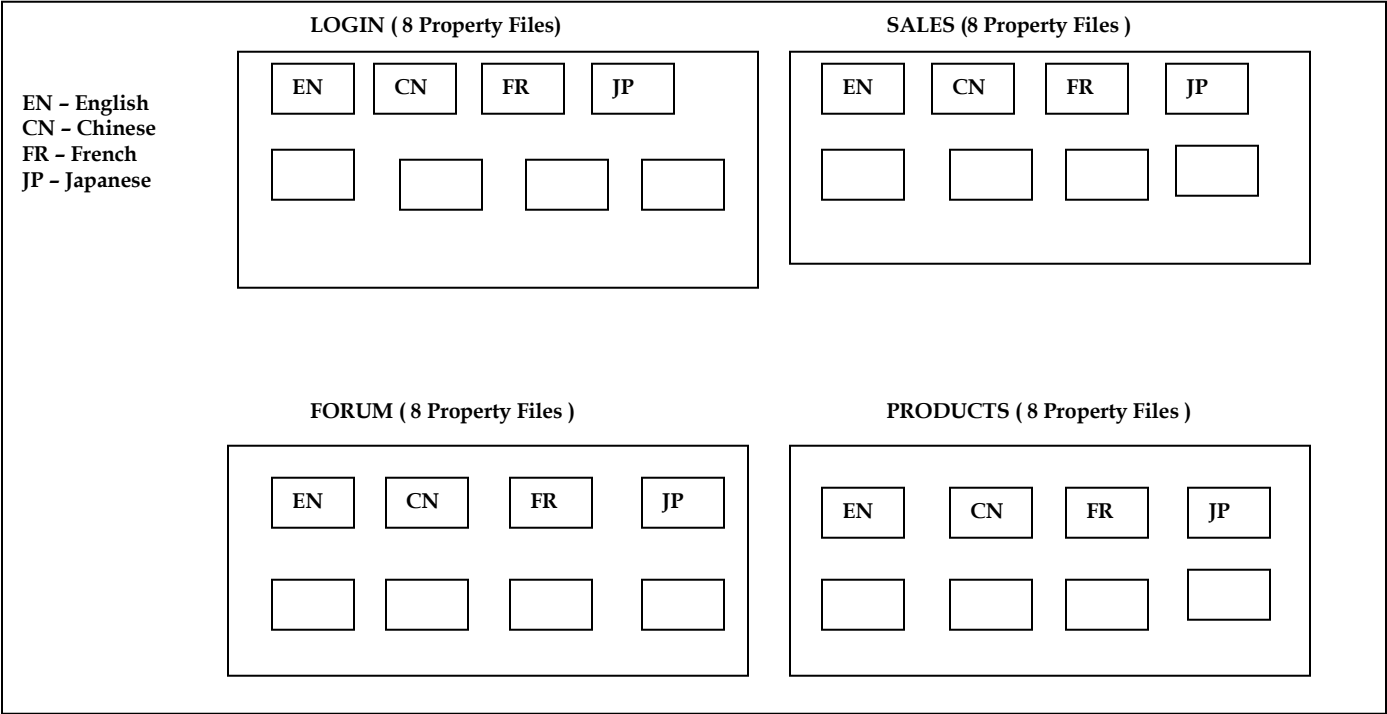 LOGIN ( 8 Property Files)
SALES (8 Property Files )
EN CN FR JP
EN CN FR JP
EN – English
CN – Chinese
FR – French
JP – Japanese
FORUM ( 8 Property Files )
PRODUCTS ( 8 Property Files )
EN CN FR JP
EN CN FR JP